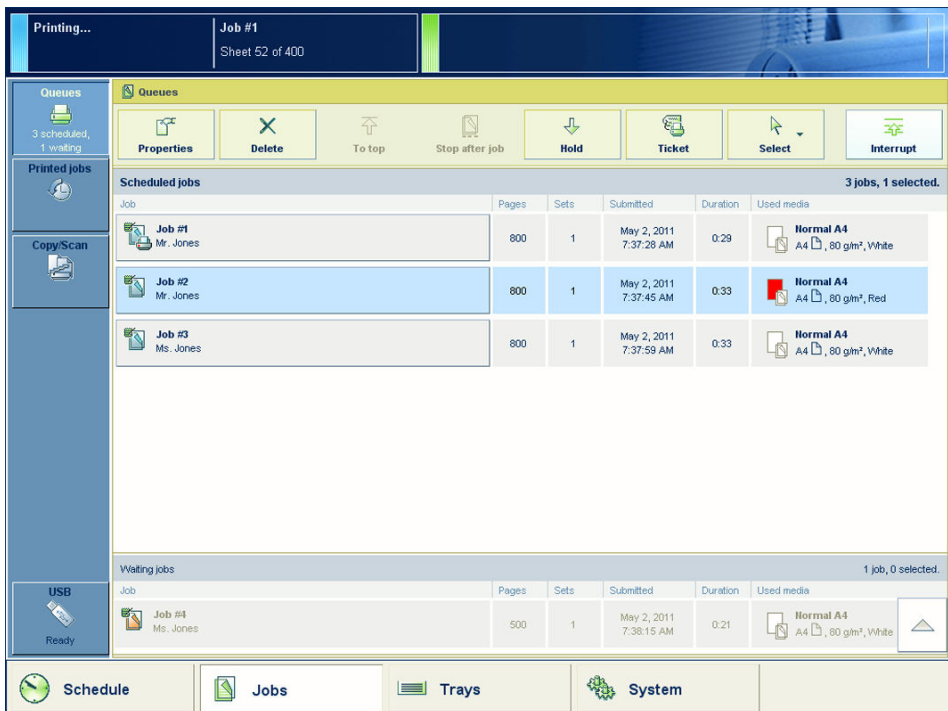 Printing...
Job #1
Sheet 52 of 400
Queues
3 scheduled,
1 waiting
Printed jobs
Copy/Scan
USB
Ready
Queues
Properties Delete To top Stop after job Hold Ticket Select Interrupt
Scheduled jobs 3 jobs, 1 selected.
Job Pages Sets Submitted Duration Used media
Job #1
Mr. Jones
800 1
May 2, 2011
7:37:28 AM
0:29
Normal A4
A4 , 80 g/m², White
Job #2
Mr. Jones
800 1
May 2, 2011
7:37:45 AM
0:33
Normal A4
A4 , 80 g/m², Red
Job #3
Ms. Jones
800 1
May 2, 2011
7:37:59 AM
0:33
Normal A4
A4 , 80 g/m², White
Waiting jobs 1 job, 0 selected.
Job Pages Sets Submitted Duration Used media
Job #4
Ms. Jones
500 1
May 2, 2011
7:38:15 AM
0:21
Normal A4
A4 , 80 g/m², White
Schedule Jobs Trays System